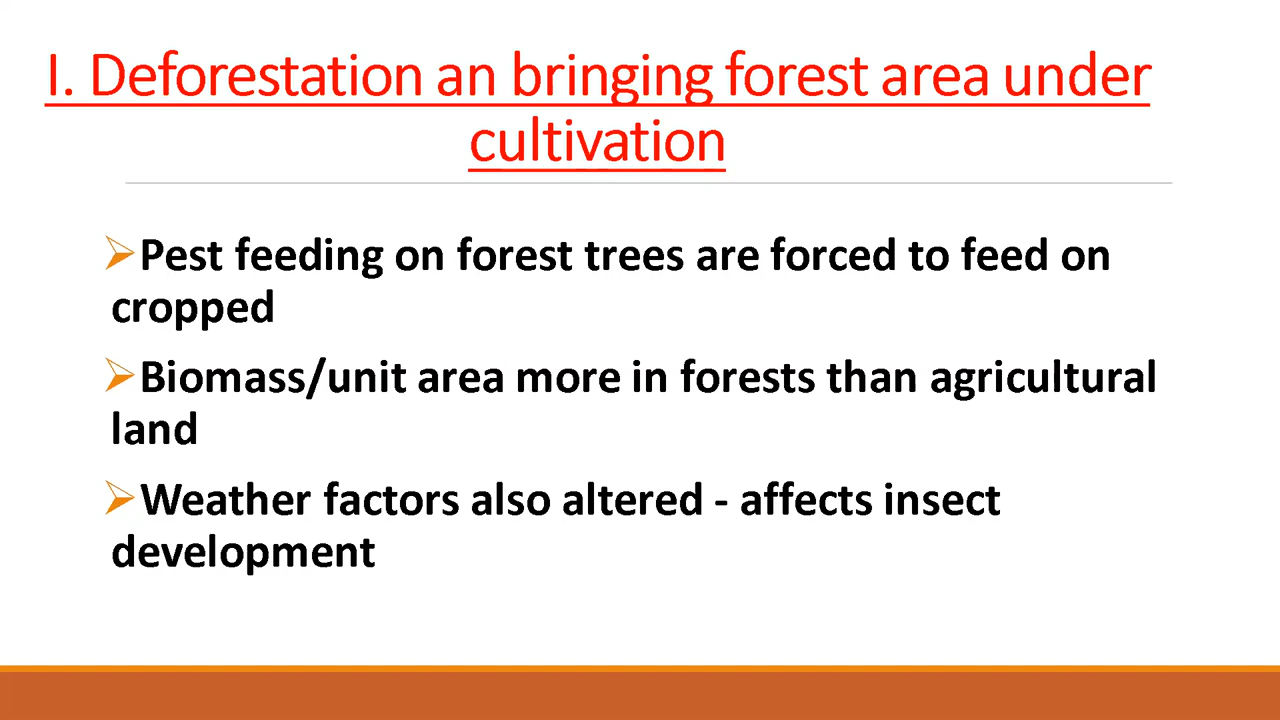 I. Deforestation an bringing forest area under
cultivation
➢Pest feeding on forest trees are forced to feed on
cropped
➢Biomass/unit area more in forests than agricultural
land
➢Weather factors also altered - affects insect
development